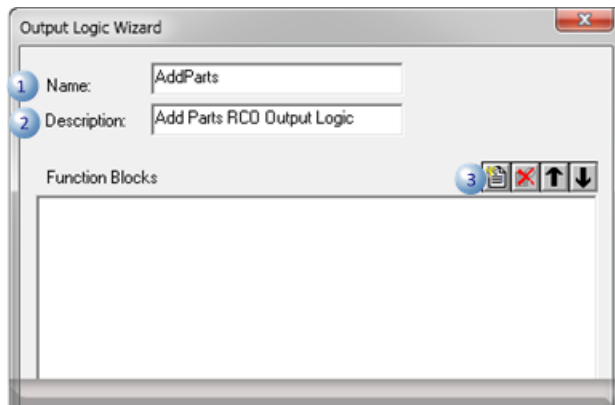 Output Logic Wizard
1 Name: AddParts
2 Description: Add Parts RCO Output Logic
Function Blocks 3